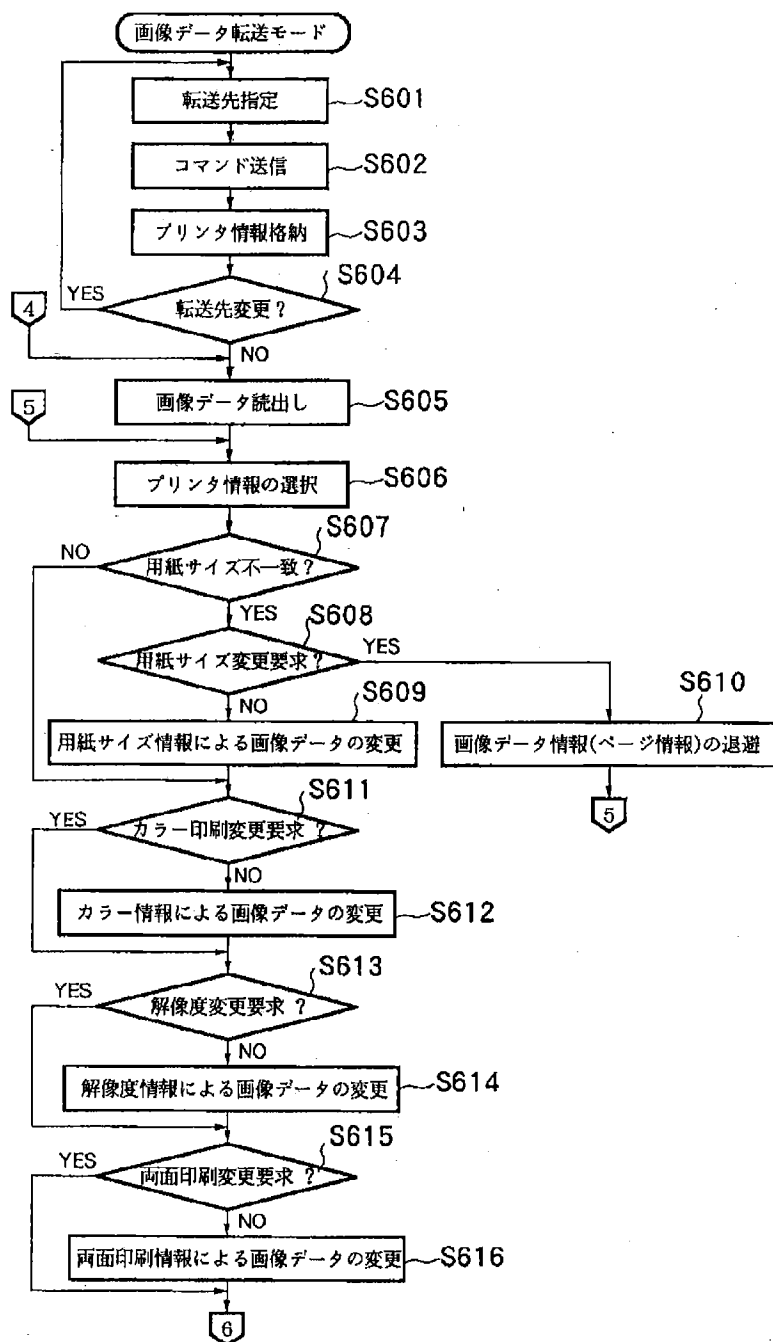 画像データ転送モード
転送先指定
S601
コマンド送信
S602
プリンタ情報格納
S603
S604
YES
転送先変更?
4
NO
画像データ読出し
S605
5
プリンタ情報の選択
S606
S607
NO
用紙サイズ不一致?
YES
S608
用紙サイズ変更要求?
YES
S609
NO
S610
用紙サイズ情報による画像データの変更
画像データ情報(ページ情報)の退避
S611
5
YES
カラー印刷変更要求 ?
NO
カラー情報による画像データの変更
S612
S613
YES
解像度変更要求 ?
NO
解像度情報による画像データの変更
S614
S615
YES
両面印刷変更要求 ?
NO
両面印刷情報による画像データの変更
S616
6